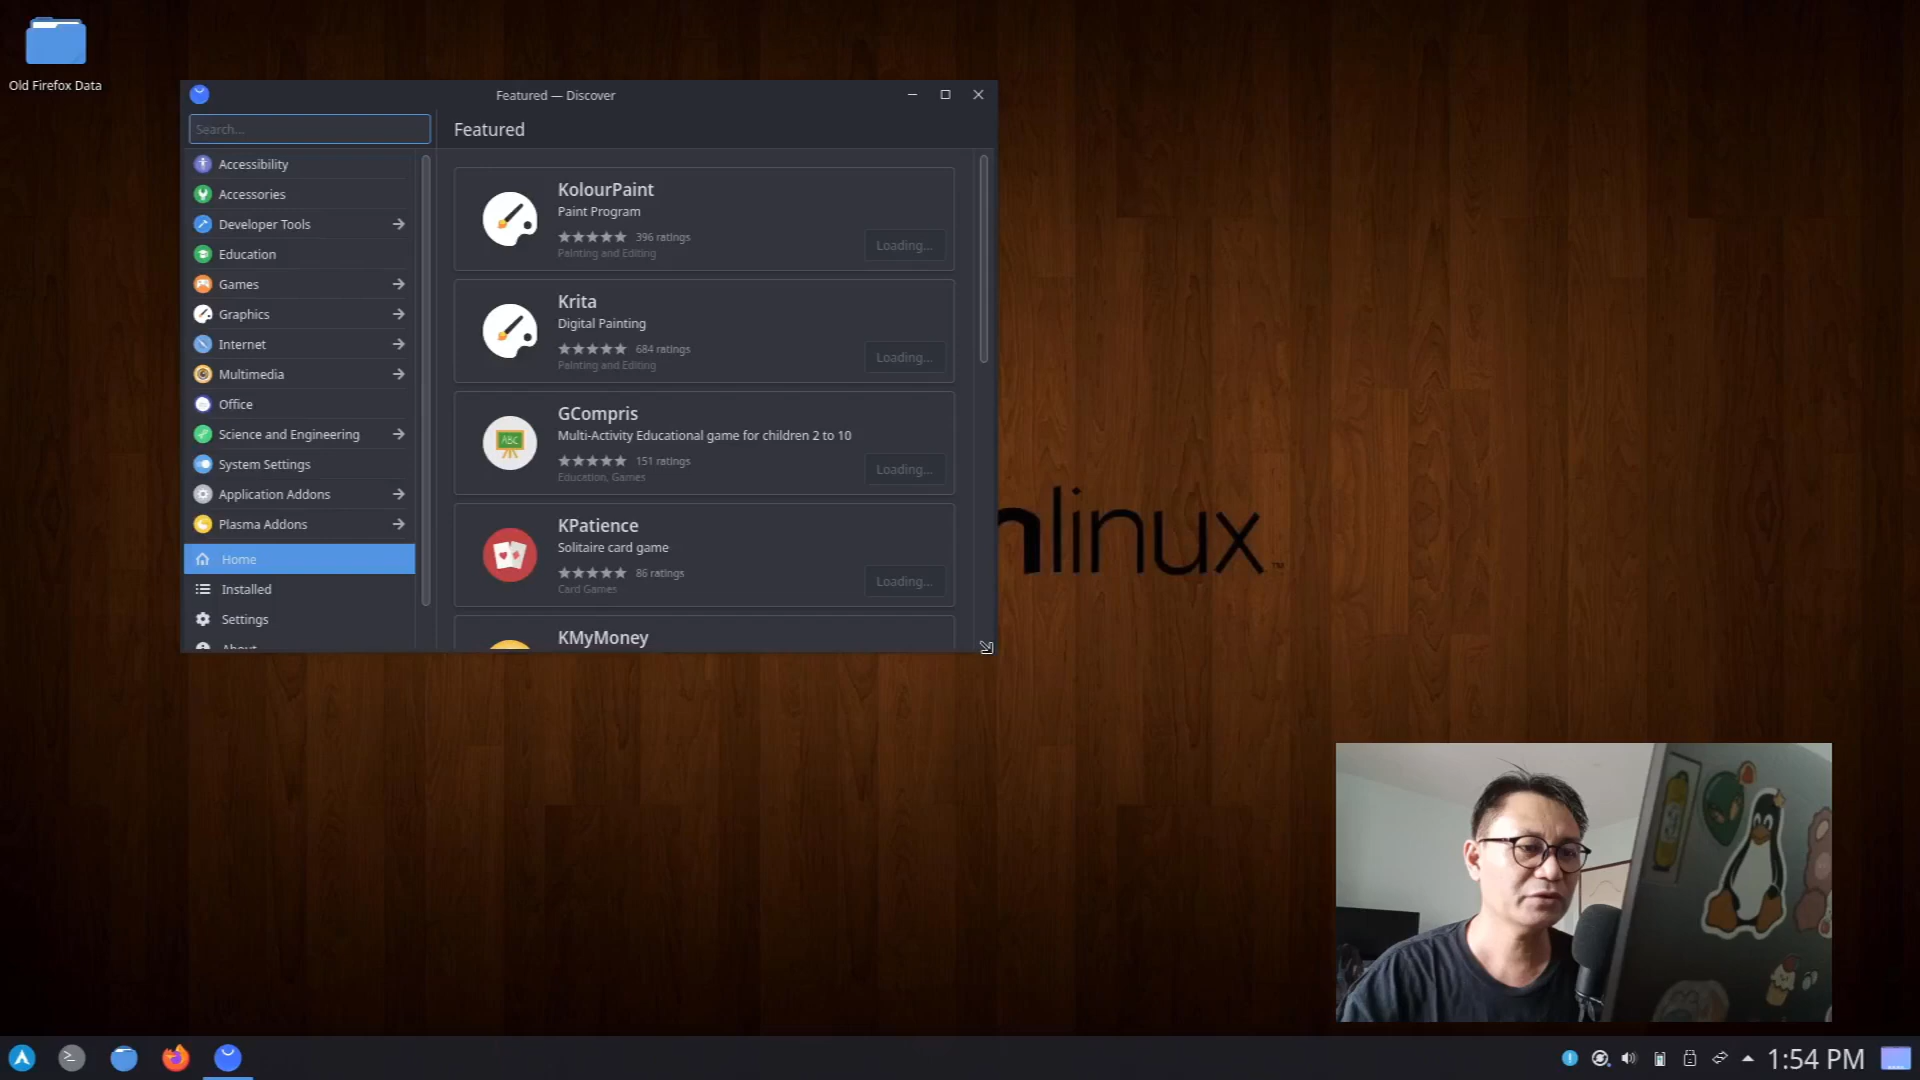 Old Firefox Data
Featured — Discover
Search...
Featured
Accessibility
Accessories
Developer Tools
Education
Games
Graphics
Internet
Multimedia
Office
Science and Engineering
System Settings
Application Addons
Plasma Addons
Home
Installed
Settings
About
KolourPaint
Paint Program
396 ratings
Painting and Editing
Loading...
Krita
Digital Painting
684 ratings
Painting and Editing
Loading...
GCompris
Multi-Activity Educational game for children 2 to 10
ABC
151 ratings
Education, Games
Loading...
KPatience
Solitaire card game
86 ratings
Card Games
Loading...
KMyMoney
linux™
1:54 PM